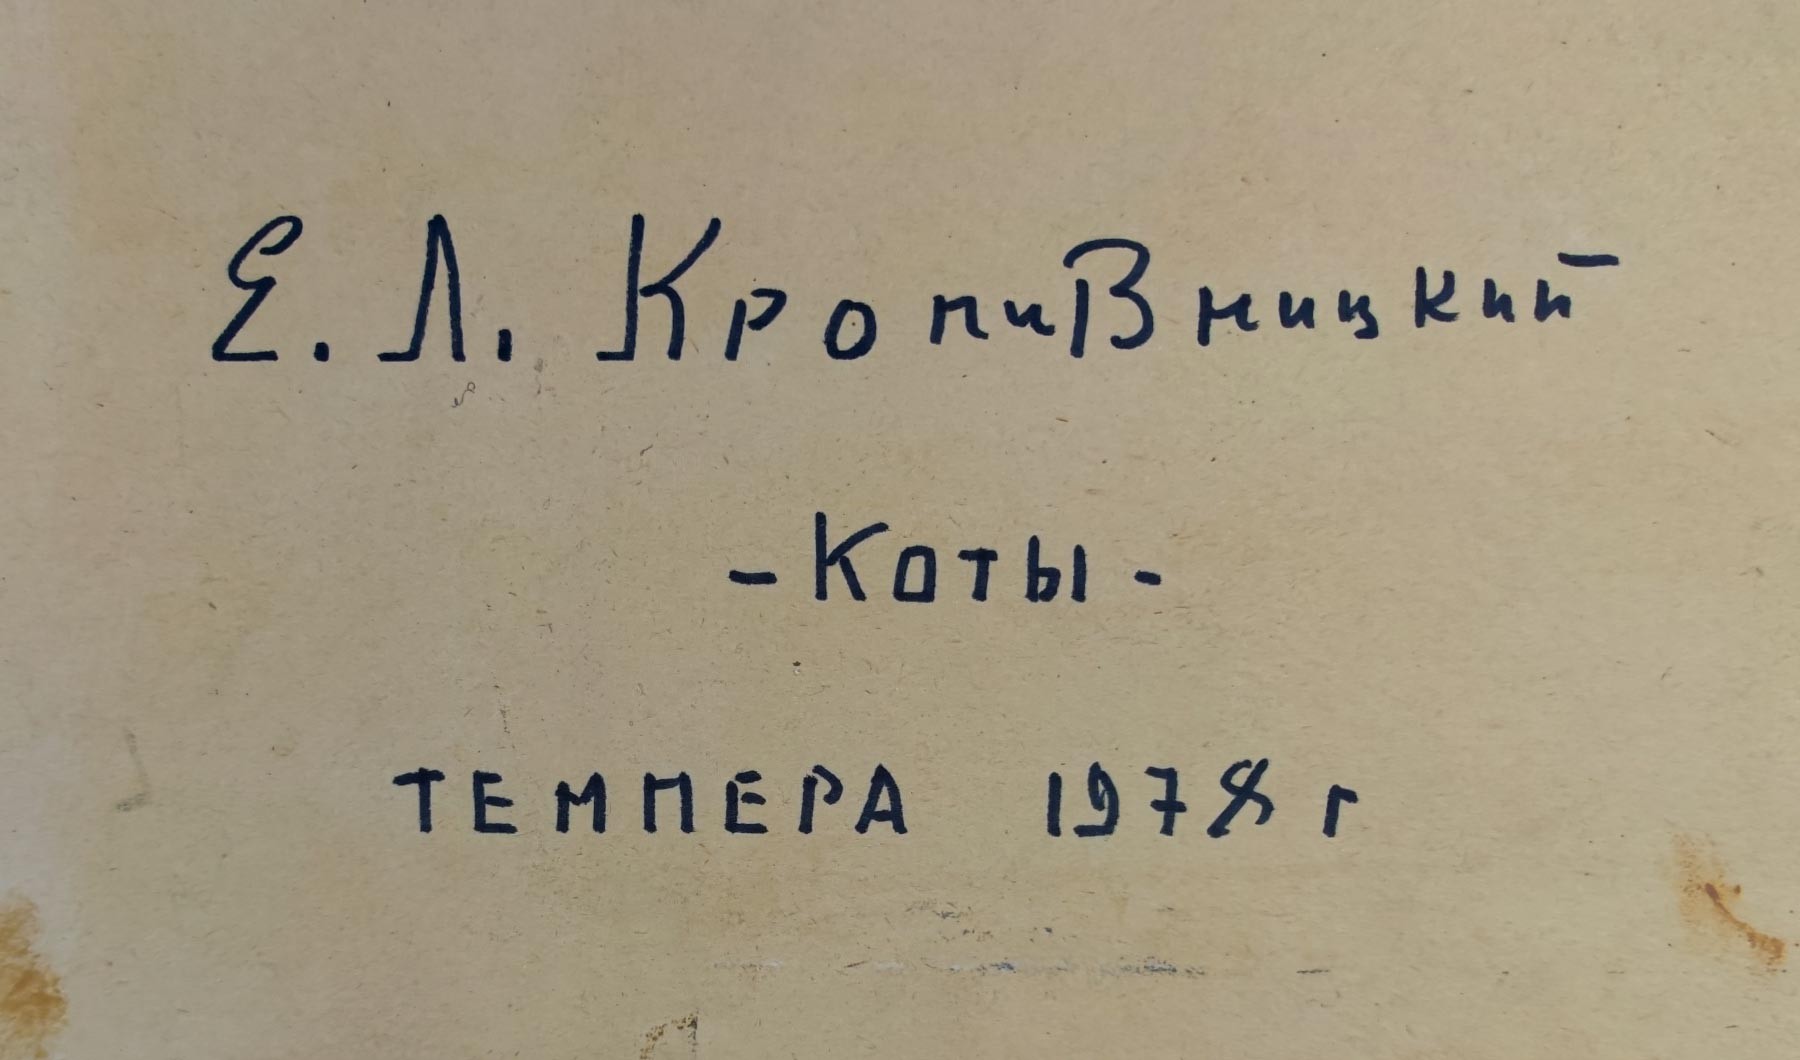 Е. Л. КропиВницкий
- Коты -
ТЕМПЕРА 1978 г